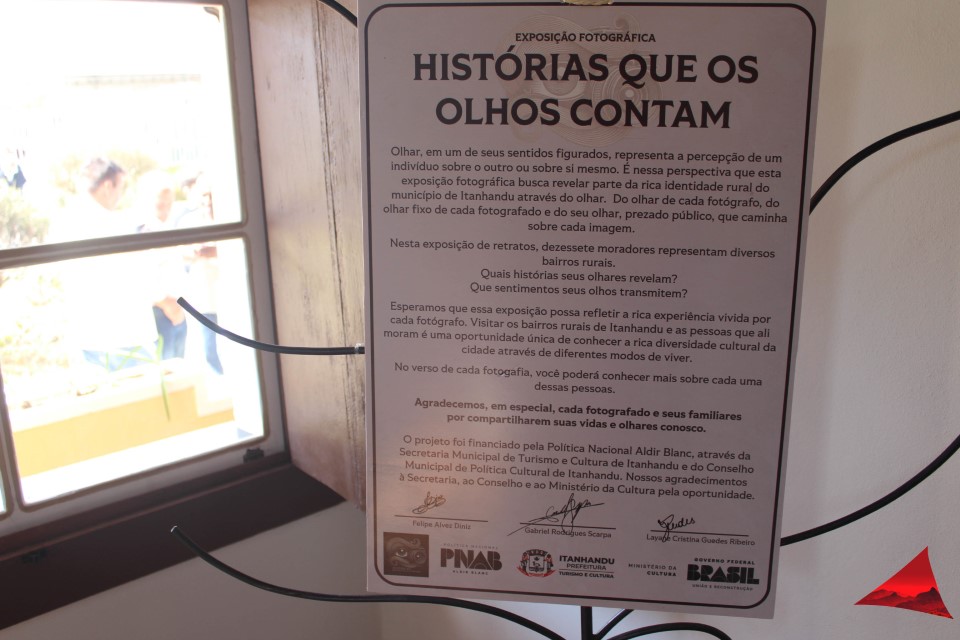 EXPOSIÇÃO FOTOGRÁFICA
HISTÓRIAS QUE OS
OLHOS CONTAM
Olhar, em um de seus sentidos figurados, representa a percepção de um
indivíduo sobre o outro ou sobre si mesmo. É nessa perspectiva que esta
exposição fotográfica busca revelar parte da rica identidade rural do
município de Itanhandu através do olhar. Do olhar de cada fotógrafo, do
olhar fixo de cada fotografado e do seu olhar, prezado público, que caminha
sobre cada imagem.
Nesta exposição de retratos, dezessete moradores representam diversos
bairros rurais.
Quais histórias seus olhares revelam?
Que sentimentos seus olhos transmitem?
Esperamos que essa exposição possa refletir a rica experiência vivida por
cada fotógrafo. Visitar os bairros rurais de Itanhandu e as pessoas que ali
moram é uma oportunidade única de conhecer a rica diversidade cultural da
cidade através de diferentes modos de viver.
No verso de cada fotogafia, você poderá conhecer mais sobre cada uma
dessas pessoas.
Agradecemos, em especial, cada fotografado e seus familiares
por compartilharem suas vidas e olhares conosco.
O projeto foi financiado pela Política Nacional Aldir Blanc, através da
Secretaria Municipal de Turismo e Cultura de Itanhandu e do Conselho
Municipal de Política Cultural de Itanhandu. Nossos agradecimentos
à Secretaria, ao Conselho e ao Ministério da Cultura pela oportunidade.
Felipe Alves Diniz
Gabriel Rodrigues Scarpa
Layane Cristina Guedes Ribeiro
POLÍTICA NACIONAL
PNAB
ALDIR BLANC
ITANHANDU
PREFEITURA
TURISMO E CULTURA
MINISTÉRIO DA
CULTURA
GOVERNO FEDERAL
BRASIL
UNIÃO E RECONSTRUÇÃO